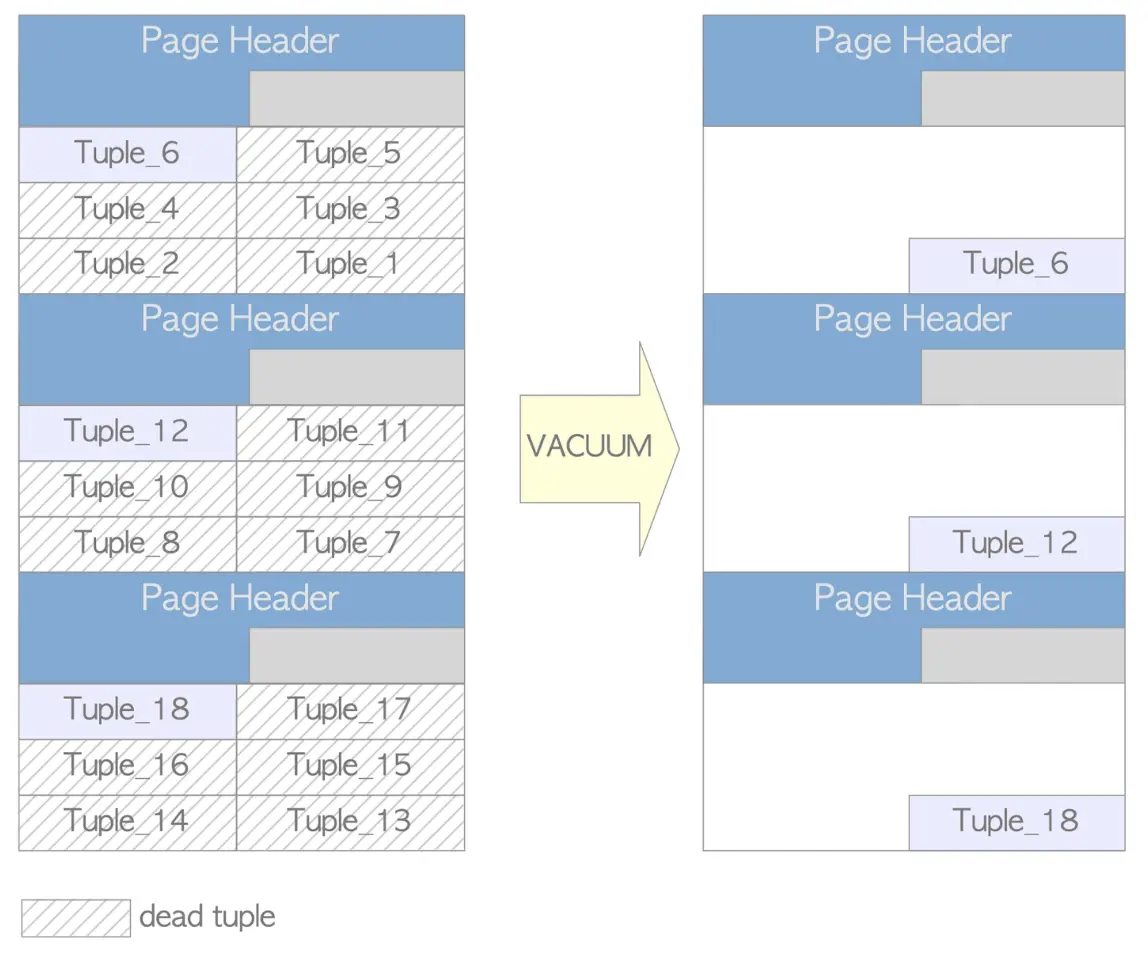 Page Header
Tuple_6 Tuple_5
Tuple_4 Tuple_3
Tuple_2 Tuple_1
Page Header
Tuple_12 Tuple_11
Tuple_10 Tuple_9
Tuple_8 Tuple_7
Page Header
Tuple_18 Tuple_17
Tuple_16 Tuple_15
Tuple_14 Tuple_13
dead tuple
VACUUM
Page Header
Tuple_6
Page Header
Tuple_12
Page Header
Tuple_18